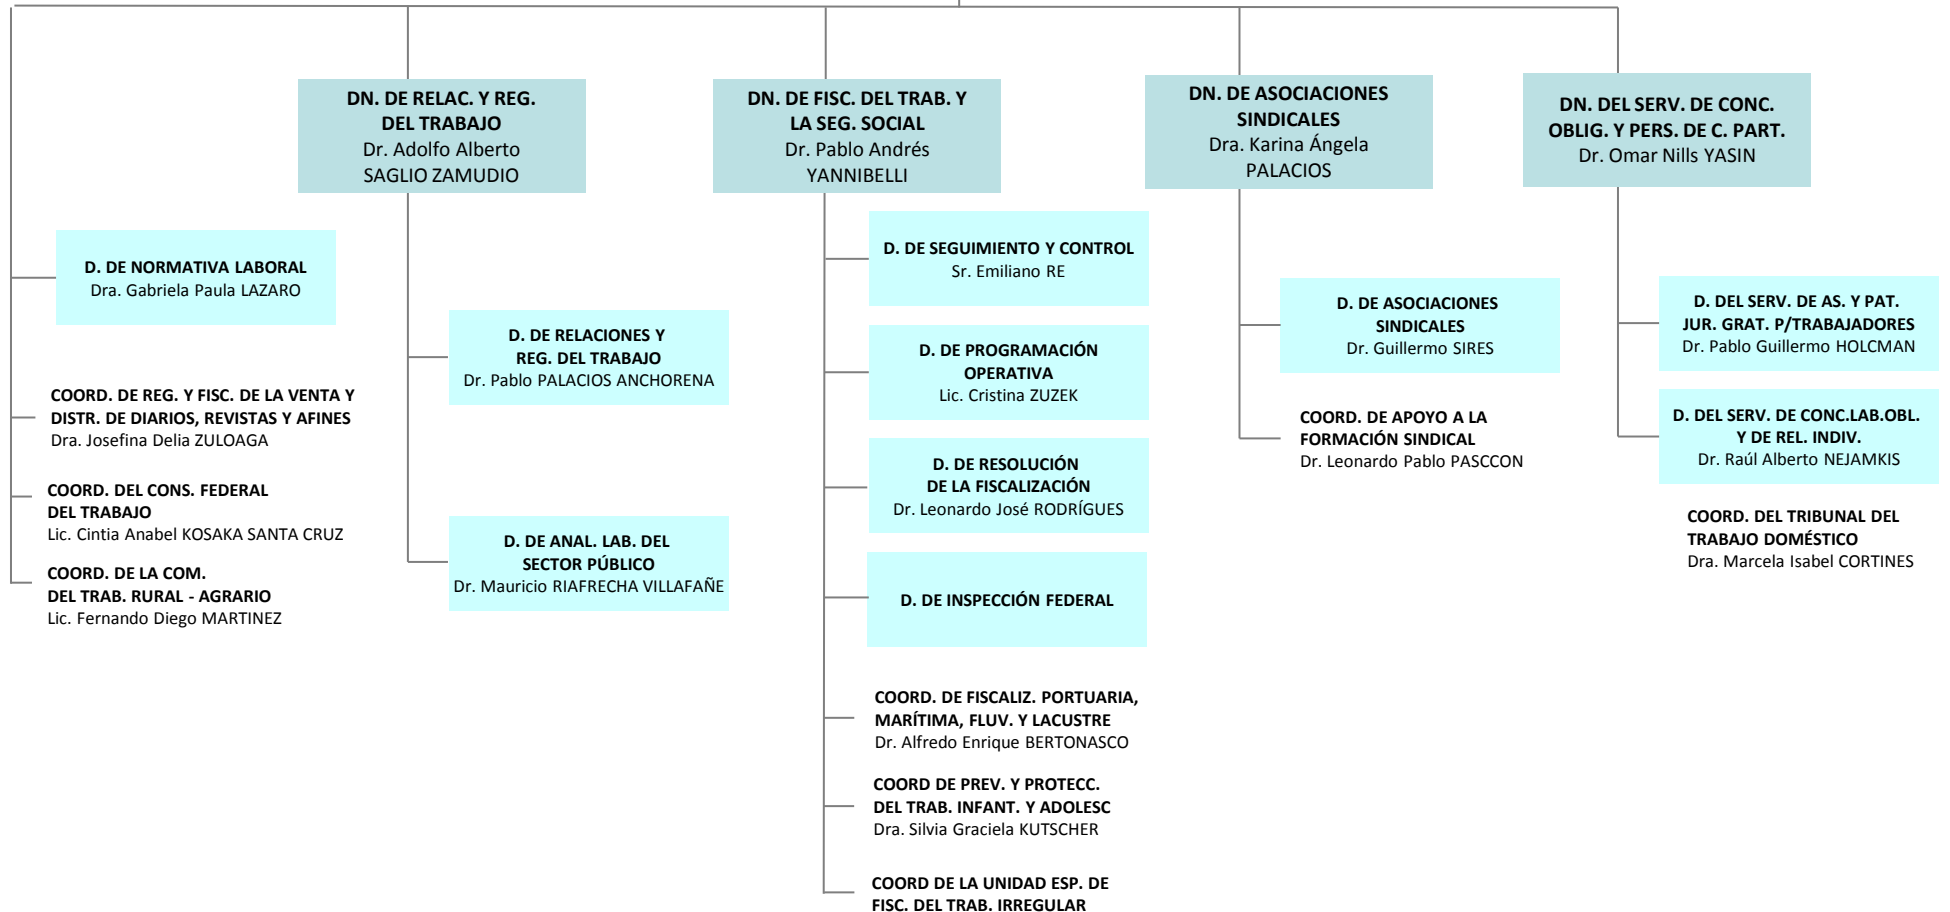 DN. DE RELAC. Y REG.
DEL TRABAJO
Dr. Adolfo Alberto
SAGLIO ZAMUDIO
DN. DE FISC. DEL TRAB. Y
LA SEG. SOCIAL
Dr. Pablo Andrés
YANNIBELLI
DN. DE ASOCIACIONES
SINDICALES
Dra. Karina Ángela
PALACIOS
DN. DEL SERV. DE CONC.
OBLIG. Y PERS. DE C. PART.
Dr. Omar Nills YASIN
D. DE NORMATIVA LABORAL
Dra. Gabriela Paula LAZARO
COORD. DE REG. Y FISC. DE LA VENTA Y
DISTR. DE DIARIOS, REVISTAS Y AFINES
Dra. Josefina Delia ZULOAGA
COORD. DEL CONS. FEDERAL
DEL TRABAJO
Lic. Cintia Anabel KOSAKA SANTA CRUZ
COORD. DE LA COM.
DEL TRAB. RURAL - AGRARIO
Lic. Fernando Diego MARTINEZ
D. DE RELACIONES Y
REG. DEL TRABAJO
Dr. Pablo PALACIOS ANCHORENA
D. DE ANAL. LAB. DEL
SECTOR PÚBLICO
Dr. Mauricio RIAFRECHA VILLAFAÑE
D. DE SEGUIMIENTO Y CONTROL
Sr. Emiliano RE
D. DE PROGRAMACIÓN
OPERATIVA
Lic. Cristina ZUZEK
D. DE RESOLUCIÓN
DE LA FISCALIZACIÓN
Dr. Leonardo José RODRÍGUES
D. DE INSPECCIÓN FEDERAL
COORD. DE FISCALIZ. PORTUARIA,
MARÍTIMA, FLUV. Y LACUSTRE
Dr. Alfredo Enrique BERTONASCO
COORD DE PREV. Y PROTECC.
DEL TRAB. INFANT. Y ADOLESC
Dra. Silvia Graciela KUTSCHER
COORD DE LA UNIDAD ESP. DE
FISC. DEL TRAB. IRREGULAR
D. DE ASOCIACIONES
SINDICALES
Dr. Guillermo SIRES
COORD. DE APOYO A LA
FORMACIÓN SINDICAL
Dr. Leonardo Pablo PASCCON
D. DEL SERV. DE AS. Y PAT.
JUR. GRAT. P/TRABAJADORES
Dr. Pablo Guillermo HOLCMAN
D. DEL SERV. DE CONC.LAB.OBL.
Y DE REL. INDIV.
Dr. Raúl Alberto NEJAMKIS
COORD. DEL TRIBUNAL DEL
TRABAJO DOMÉSTICO
Dra. Marcela Isabel CORTINES